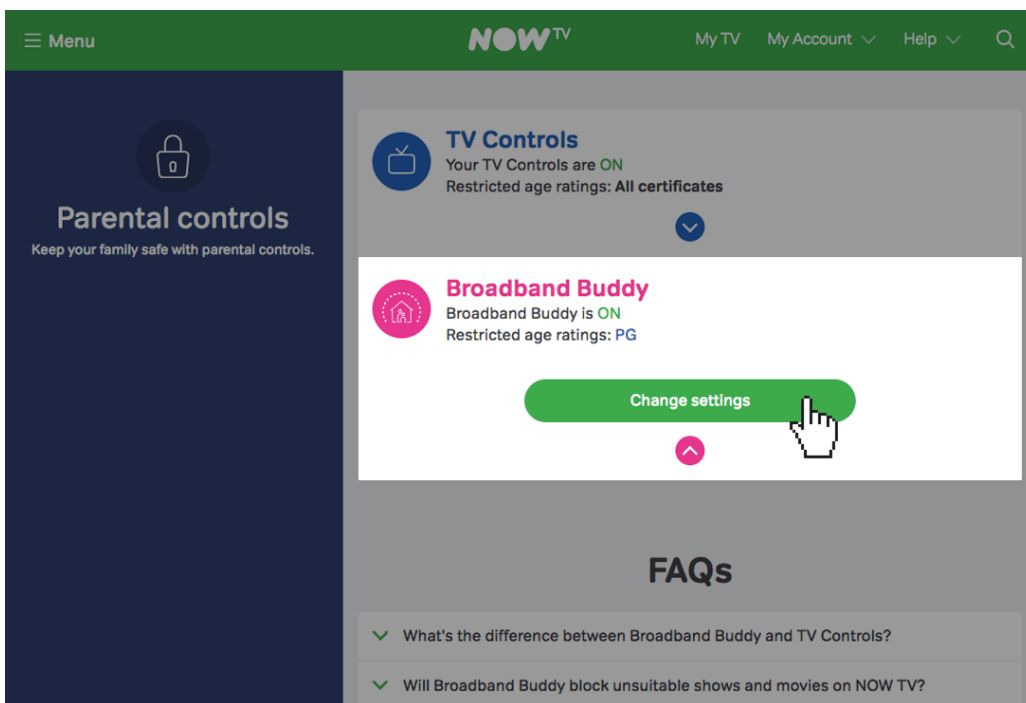 Menu
NOW TV
My TV
My Account
Help
Parental controls
Keep your family safe with parental controls.
TV Controls
Your TV Controls are ON
Restricted age ratings: All certificates
Broadband Buddy
Broadband Buddy is ON
Restricted age ratings: PG
Change settings
FAQs
What's the difference between Broadband Buddy and TV Controls?
Will Broadband Buddy block unsuitable shows and movies on NOW TV?